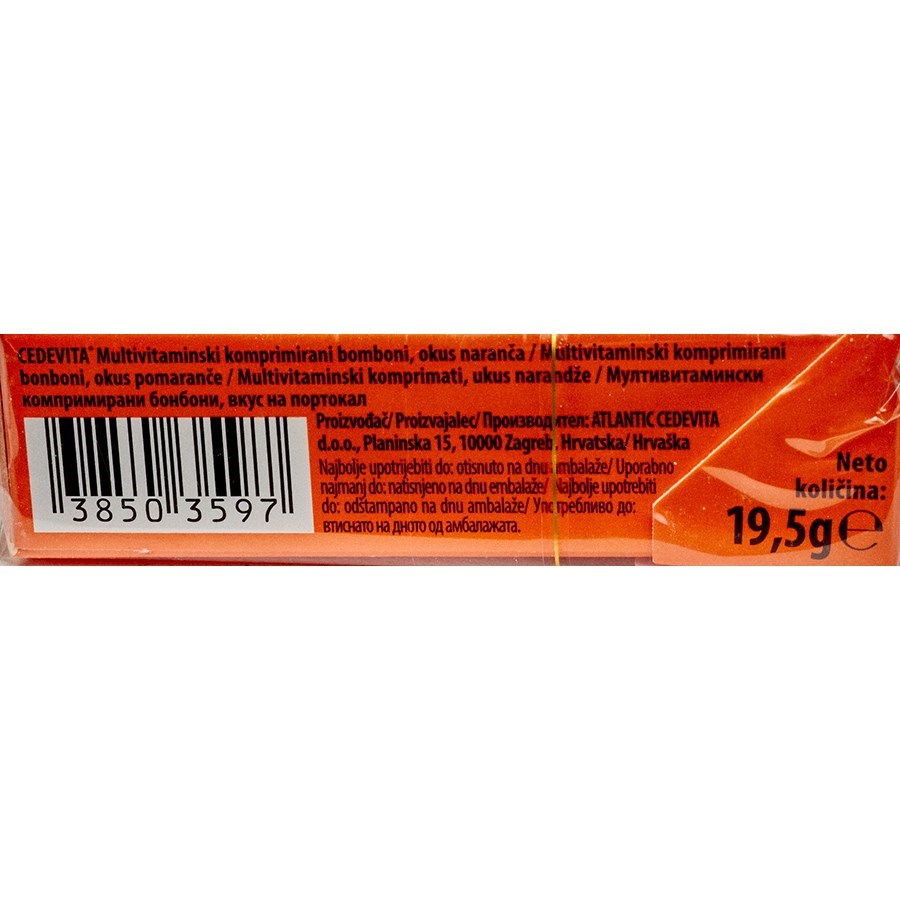 CEDEVITA® Multivitaminski komprimirani bomboni, okus naranča / Multivitaminski komprimirani
bonboni, okus pomaranče / Multivitaminski komprimati, ukus narandže / Мултивитамински
компримирани бонбони, вкус на портокал
Proizvođač/ Proizvajalec/ Производител: ATLANTIC CEDEVITA
d.o.o., Planinska 15, 10000 Zagreb, Hrvatska/ Hrvaška
Najbolje upotrijebiti do: otisnuto na dnu ambalaže/ Uporabno
najmanj do: natisnjeno na dnu embalaže/ Najbolje upotrebiti
do: odštampano na dnu ambalaže/ Употребливо до:
втиснато на дното од амбалажата.
3850 3597
Neto
količina:
19,5g ℮